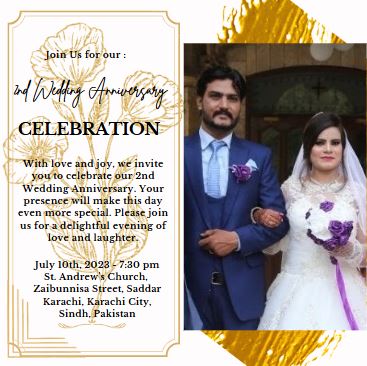 Join Us for our :
2nd Wedding Anniversary
CELEBRATION
With love and joy, we invite
you to celebrate our 2nd
Wedding Anniversary. Your
presence will make this day
even more special. Please join
us for a delightful evening of
love and laughter.
July 10th, 2023 - 7:30 pm
St. Andrew's Church,
Zaibunnisa Street, Saddar
Karachi, Karachi City,
Sindh, Pakistan